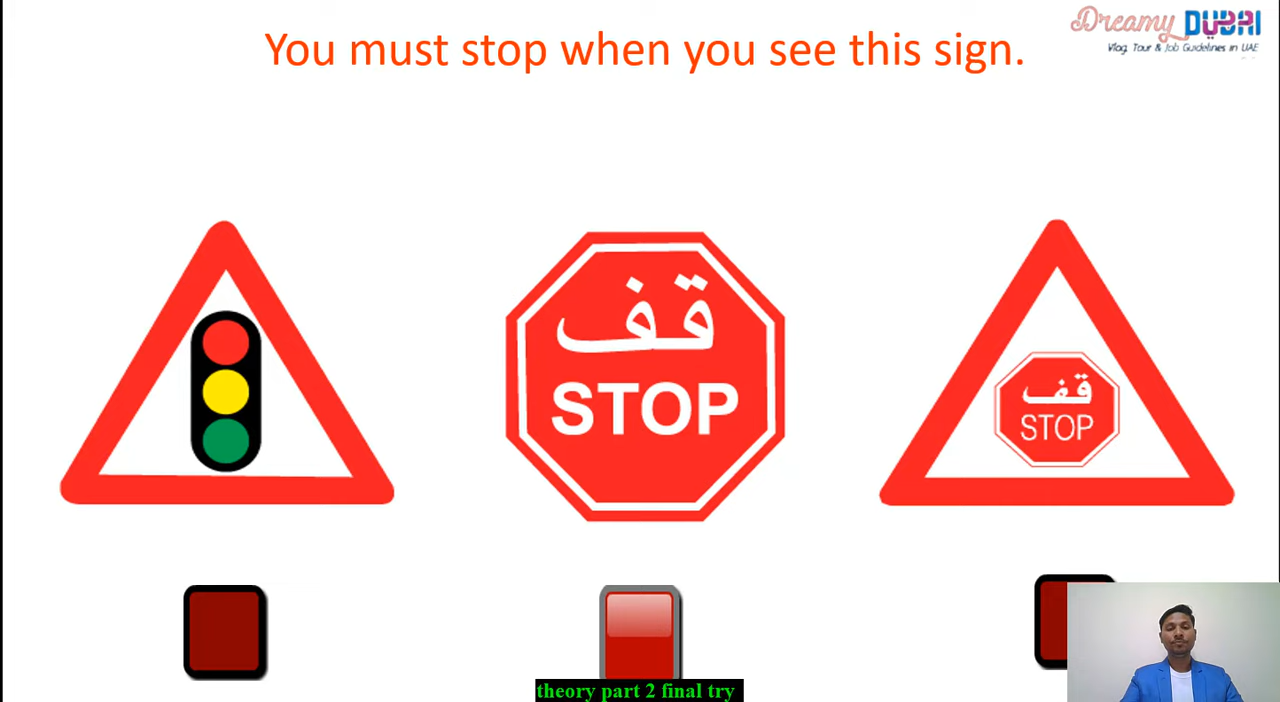 Dreamy DUBAI
Vlog, Tour & Job Guidelines in UAE
You must stop when you see this sign.
قف
STOP
قف
STOP
theory part 2 final try